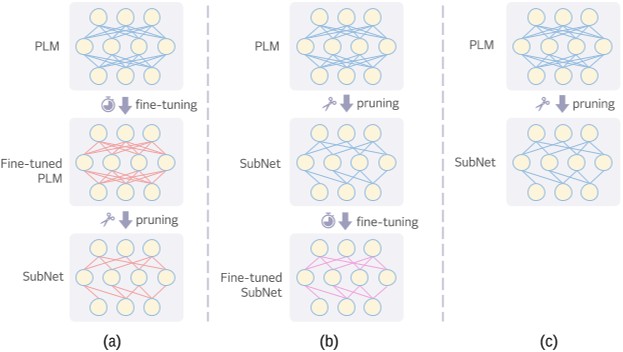 PLM
fine-tuning
Fine-tuned
PLM
pruning
SubNet
(a)
PLM
pruning
SubNet
fine-tuning
Fine-tuned
SubNet
(b)
PLM
pruning
SubNet
(c)